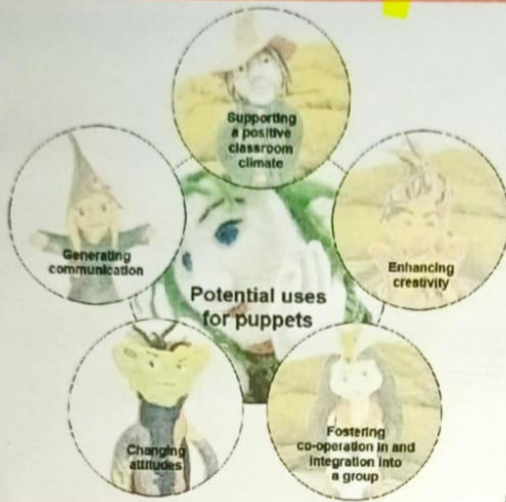 Supporting
a positive
classroom
climate
Generating
communication
Enhancing
creativity
Potential uses
for puppets
Changing
attitudes
Fostering
co-operation in and
integration into
a group